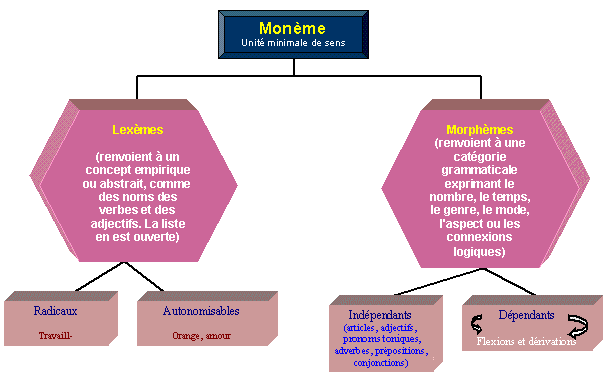 Monème
Unité minimale de sens
Lexèmes
(renvoient à un
concept empirique
ou abstrait, comme
des noms des
verbes et des
adjectifs. La liste
en est ouverte)
Morphèmes
(renvoient à une
catégorie
grammaticale
exprimant le
nombre, le temps,
le genre, le mode,
l'aspect ou les
connexions
logiques)
Radicaux
Travaill-
Autonomisables
Orange, amour
Indépendants
(articles, adjectifs,
pronoms toniques,
adverbes, prépositions,
conjonctions)
Dépendants
Flexions et dérivations